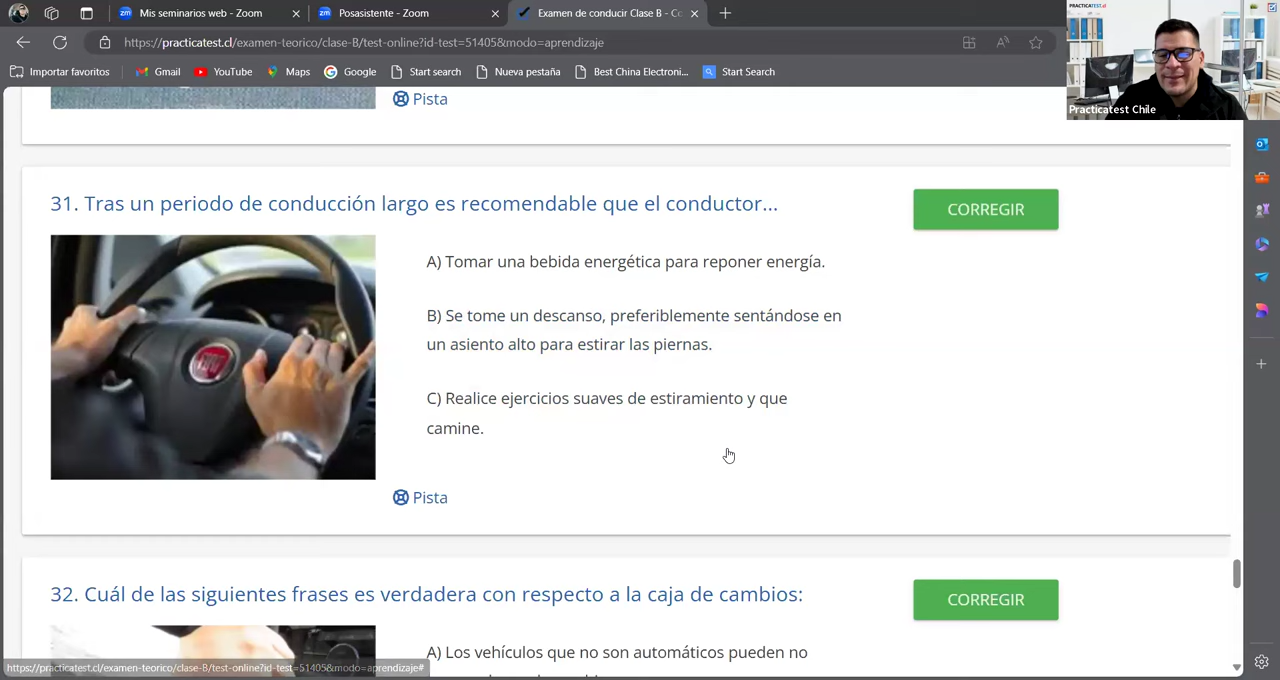 Mis seminarios web - Zoom
Posasistente - Zoom
Examen de conducir Clase B - Co
https://practicatest.cl/examen-teorico/clase-B/test-online?id-test=51405&modo=aprendizaje
Importar favoritos
Gmail
YouTube
Maps
Google
Start search
Nueva pestaña
Best China Electroni...
Start Search
PRACTICATEST.cl
Practicatest Chile
Pista
31. Tras un periodo de conducción largo es recomendable que el conductor...
CORREGIR
A) Tomar una bebida energética para reponer energía.
B) Se tome un descanso, preferiblemente sentándose en
un asiento alto para estirar las piernas.
C) Realice ejercicios suaves de estiramiento y que
camine.
Pista
32. Cuál de las siguientes frases es verdadera con respecto a la caja de cambios:
CORREGIR
A) Los vehículos que no son automáticos pueden no
https://practicatest.cl/examen-teorico/clase-B/test-online?id-test=51405&modo=aprendizaje#